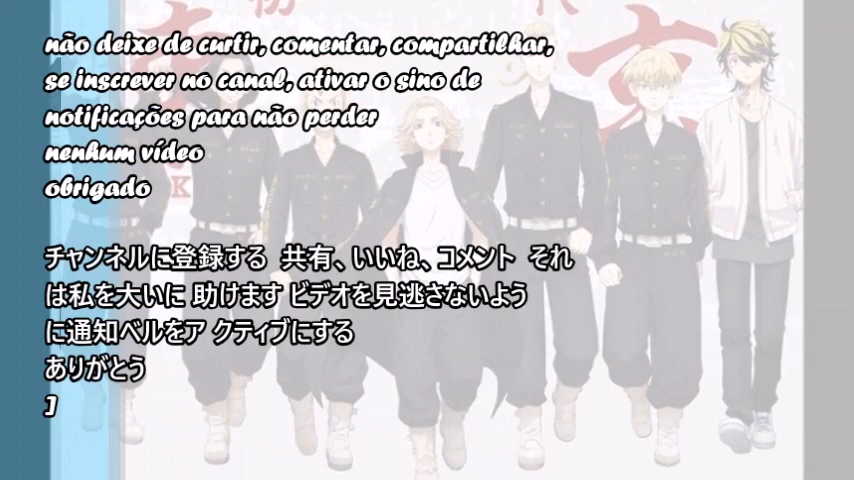 não deixe de curtir, comentar, compartilhar,
se inscrever no canal, ativar o sino de
notificações para não perder
nenhum vídeo
obrigado
チャンネルに登録する 共有、いいね、コメント それ
は私を大いに 助けます ビデオを見逃さないよう
に通知ベルをア クティブにする
ありがとう
]